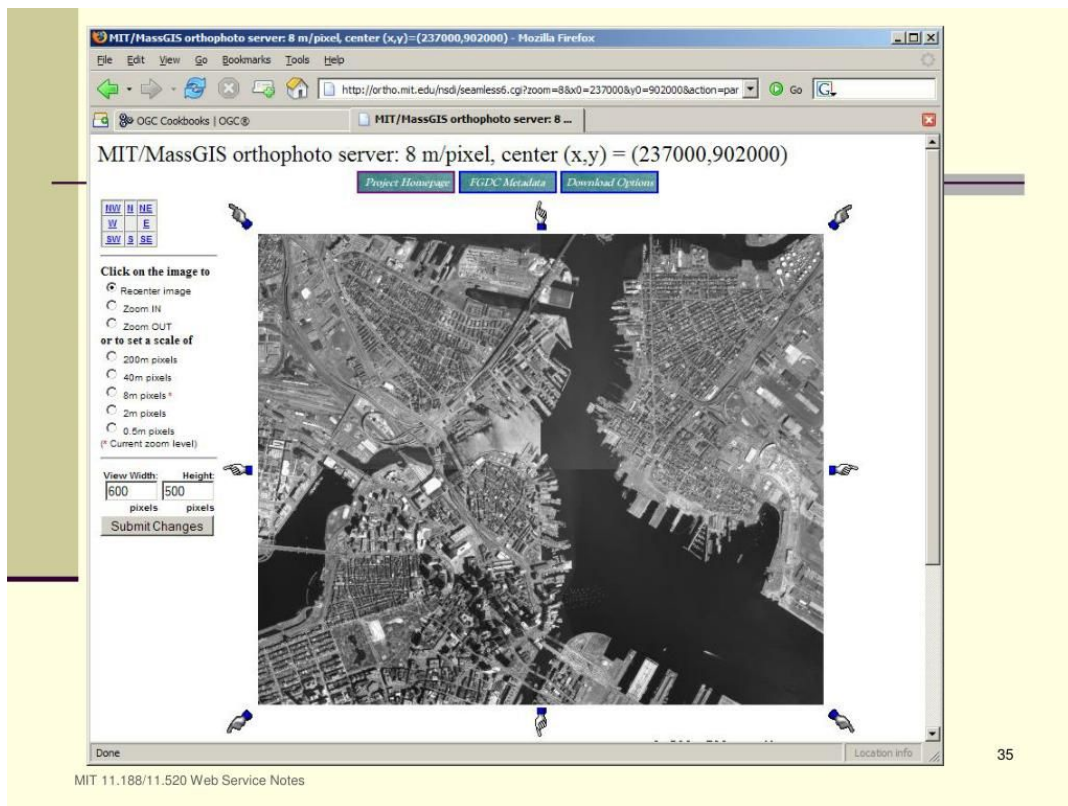 MIT/MassGIS orthophoto server: 8 m/pixel, center (x,y)=(237000,902000) - Mozilla Firefox
File Edit View Go Bookmarks Tools Help
http://ortho.mit.edu/nsdi/seamless6.cgi?zoom=8&x0=237000&y0=902000&action=par Go G
OGC Cookbooks | OGC® MIT/MassGIS orthophoto server: 8 ...
MIT/MassGIS orthophoto server: 8 m/pixel, center (x,y) = (237000,902000)
Project Homepage FGDC Metadata Download Options
NW N NE
W E
SW S SE
Click on the image to
Recenter image
Zoom IN
Zoom OUT
or to set a scale of
200m pixels
40m pixels
8m pixels *
2m pixels
0.5m pixels
(* Current zoom level)
View Width: Height:
600 500
pixels pixels
Submit Changes
Done Location info
35
MIT 11.188/11.520 Web Service Notes